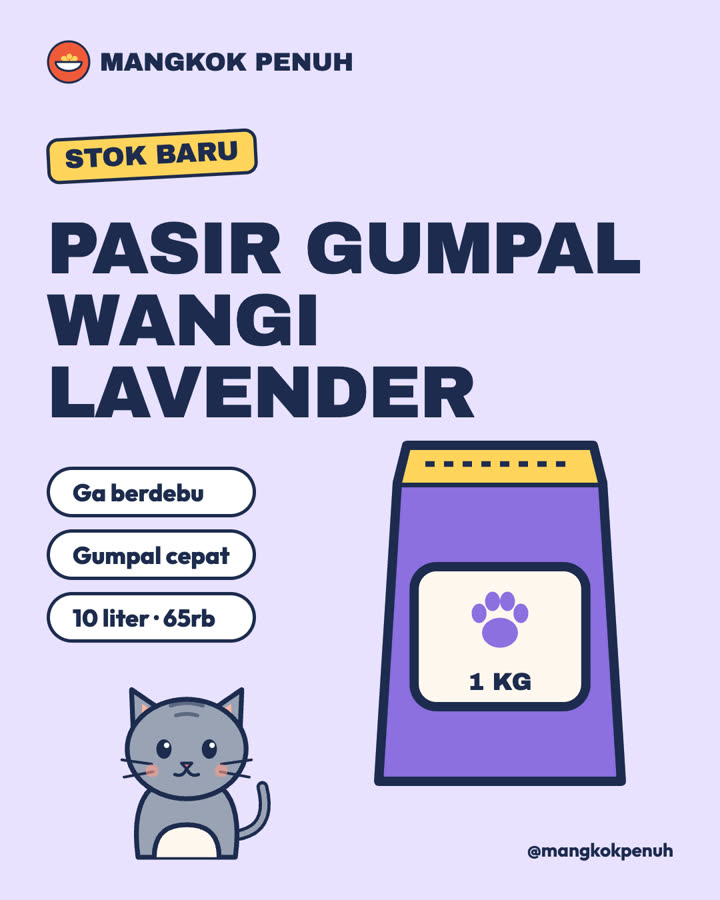 MANGKOK PENUH
STOK BARU
PASIR GUMPAL
WANGI
LAVENDER
Ga berdebu
Gumpal cepat
10 liter · 65rb
1 KG
@mangkokpenuh